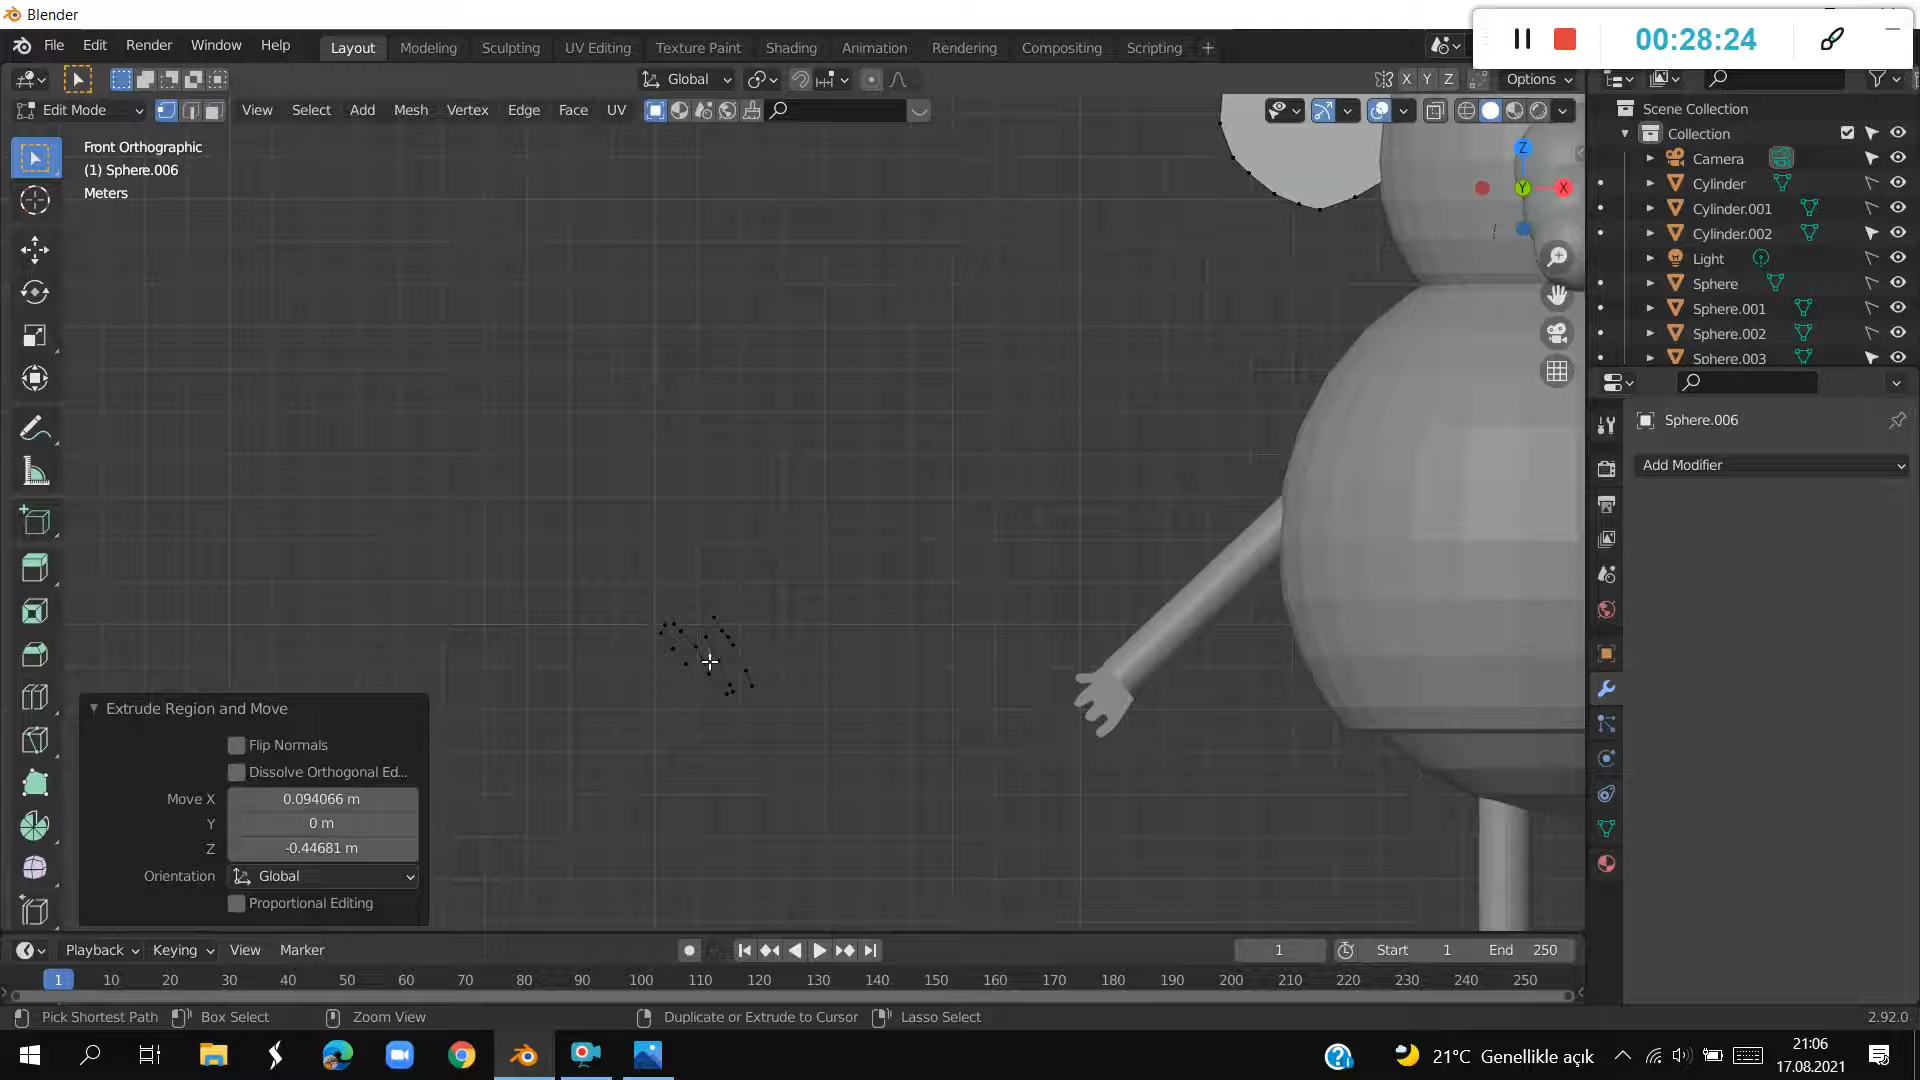 Blender
File Edit Render Window Help
Layout Modeling Sculpting UV Editing Texture Paint Shading Animation Rendering Compositing Scripting
00:28:24
Global
X Y Z Options
Edit Mode View Select Add Mesh Vertex Edge Face UV
Front Orthographic
(1) Sphere.006
Meters
Z
Y
X
Scene Collection
Collection
Camera
Cylinder
Cylinder.001
Cylinder.002
Light
Sphere
Sphere.001
Sphere.002
Sphere.003
Sphere.006
Add Modifier
Extrude Region and Move
Flip Normals
Dissolve Orthogonal Ed...
Move X 0.094066 m
Y 0 m
Z -0.44681 m
Orientation Global
Proportional Editing
Playback Keying View Marker 1 Start 1 End 250
1 10 20 30 40 50 60 70 80 90 100 110 120 130 140 150 160 170 180 190 200 210 220 230 240 250
Pick Shortest Path Box Select Zoom View Duplicate or Extrude to Cursor Lasso Select 2.92.0
21°C Genellikle açık
21:06
17.08.2021